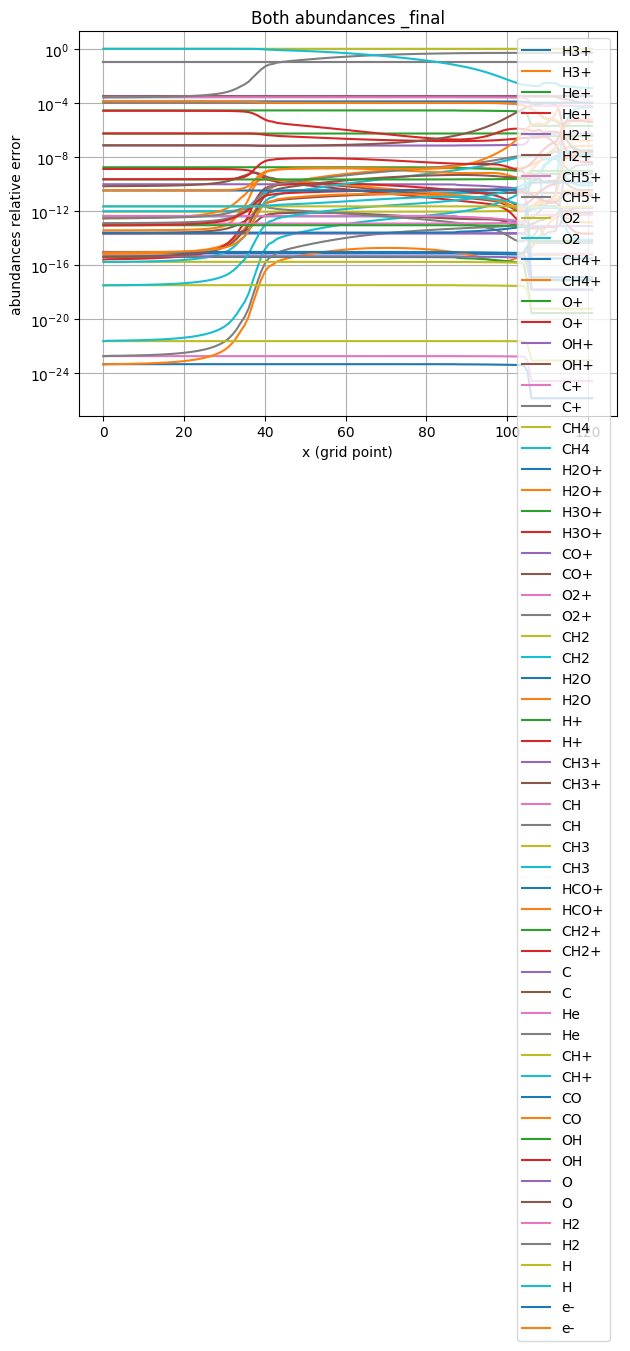 Both abundances _final
abundances relative error
10^0
10^-4
10^-8
10^-12
10^-16
10^-20
10^-24
0 20 40 60 80 100 120
x (grid point)
H3+
H3+
He+
He+
H2+
H2+
CH5+
CH5+
O2
O2
CH4+
CH4+
O+
O+
OH+
OH+
C+
C+
CH4
CH4
H2O+
H2O+
H3O+
H3O+
CO+
CO+
O2+
O2+
CH2
CH2
H2O
H2O
H+
H+
CH3+
CH3+
CH
CH
CH3
CH3
HCO+
HCO+
CH2+
CH2+
C
C
He
He
CH+
CH+
CO
CO
OH
OH
O
O
H2
H2
H
H
e-
e-